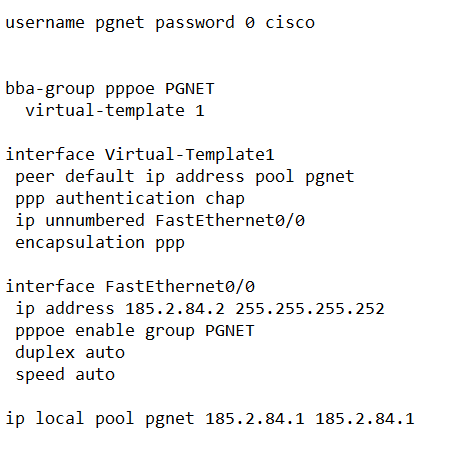 username pgnet password 0 cisco
bba-group pppoe PGNET
virtual-template 1
interface Virtual-Template1
peer default ip address pool pgnet
ppp authentication chap
ip unnumbered FastEthernet0/0
encapsulation ppp
interface FastEthernet0/0
ip address 185.2.84.2 255.255.255.252
pppoe enable group PGNET
duplex auto
speed auto
ip local pool pgnet 185.2.84.1 185.2.84.1